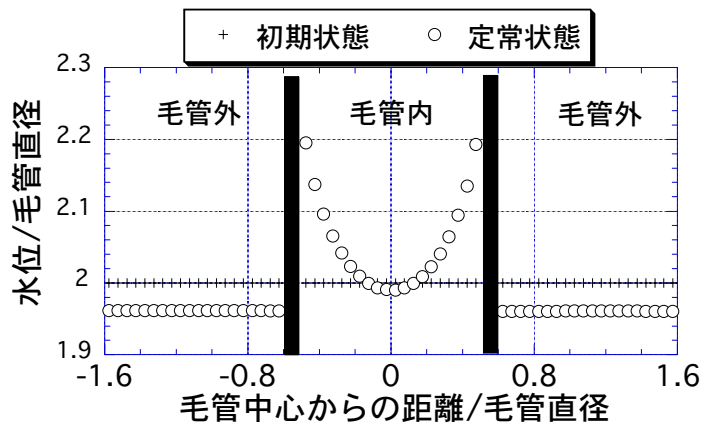 + 初期状態 ○ 定常状態
2.3
毛管外 毛管内 毛管外
2.2
2.1
2
1.9
水位/毛管直径
-1.6 -0.8 0 0.8 1.6
毛管中心からの距離/毛管直径